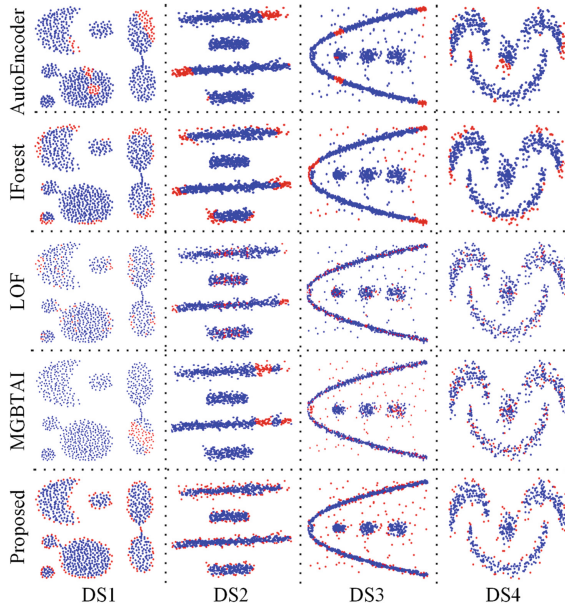 AutoEncoder
IForest
LOF
MGBTAI
Proposed
DS1 DS2 DS3 DS4